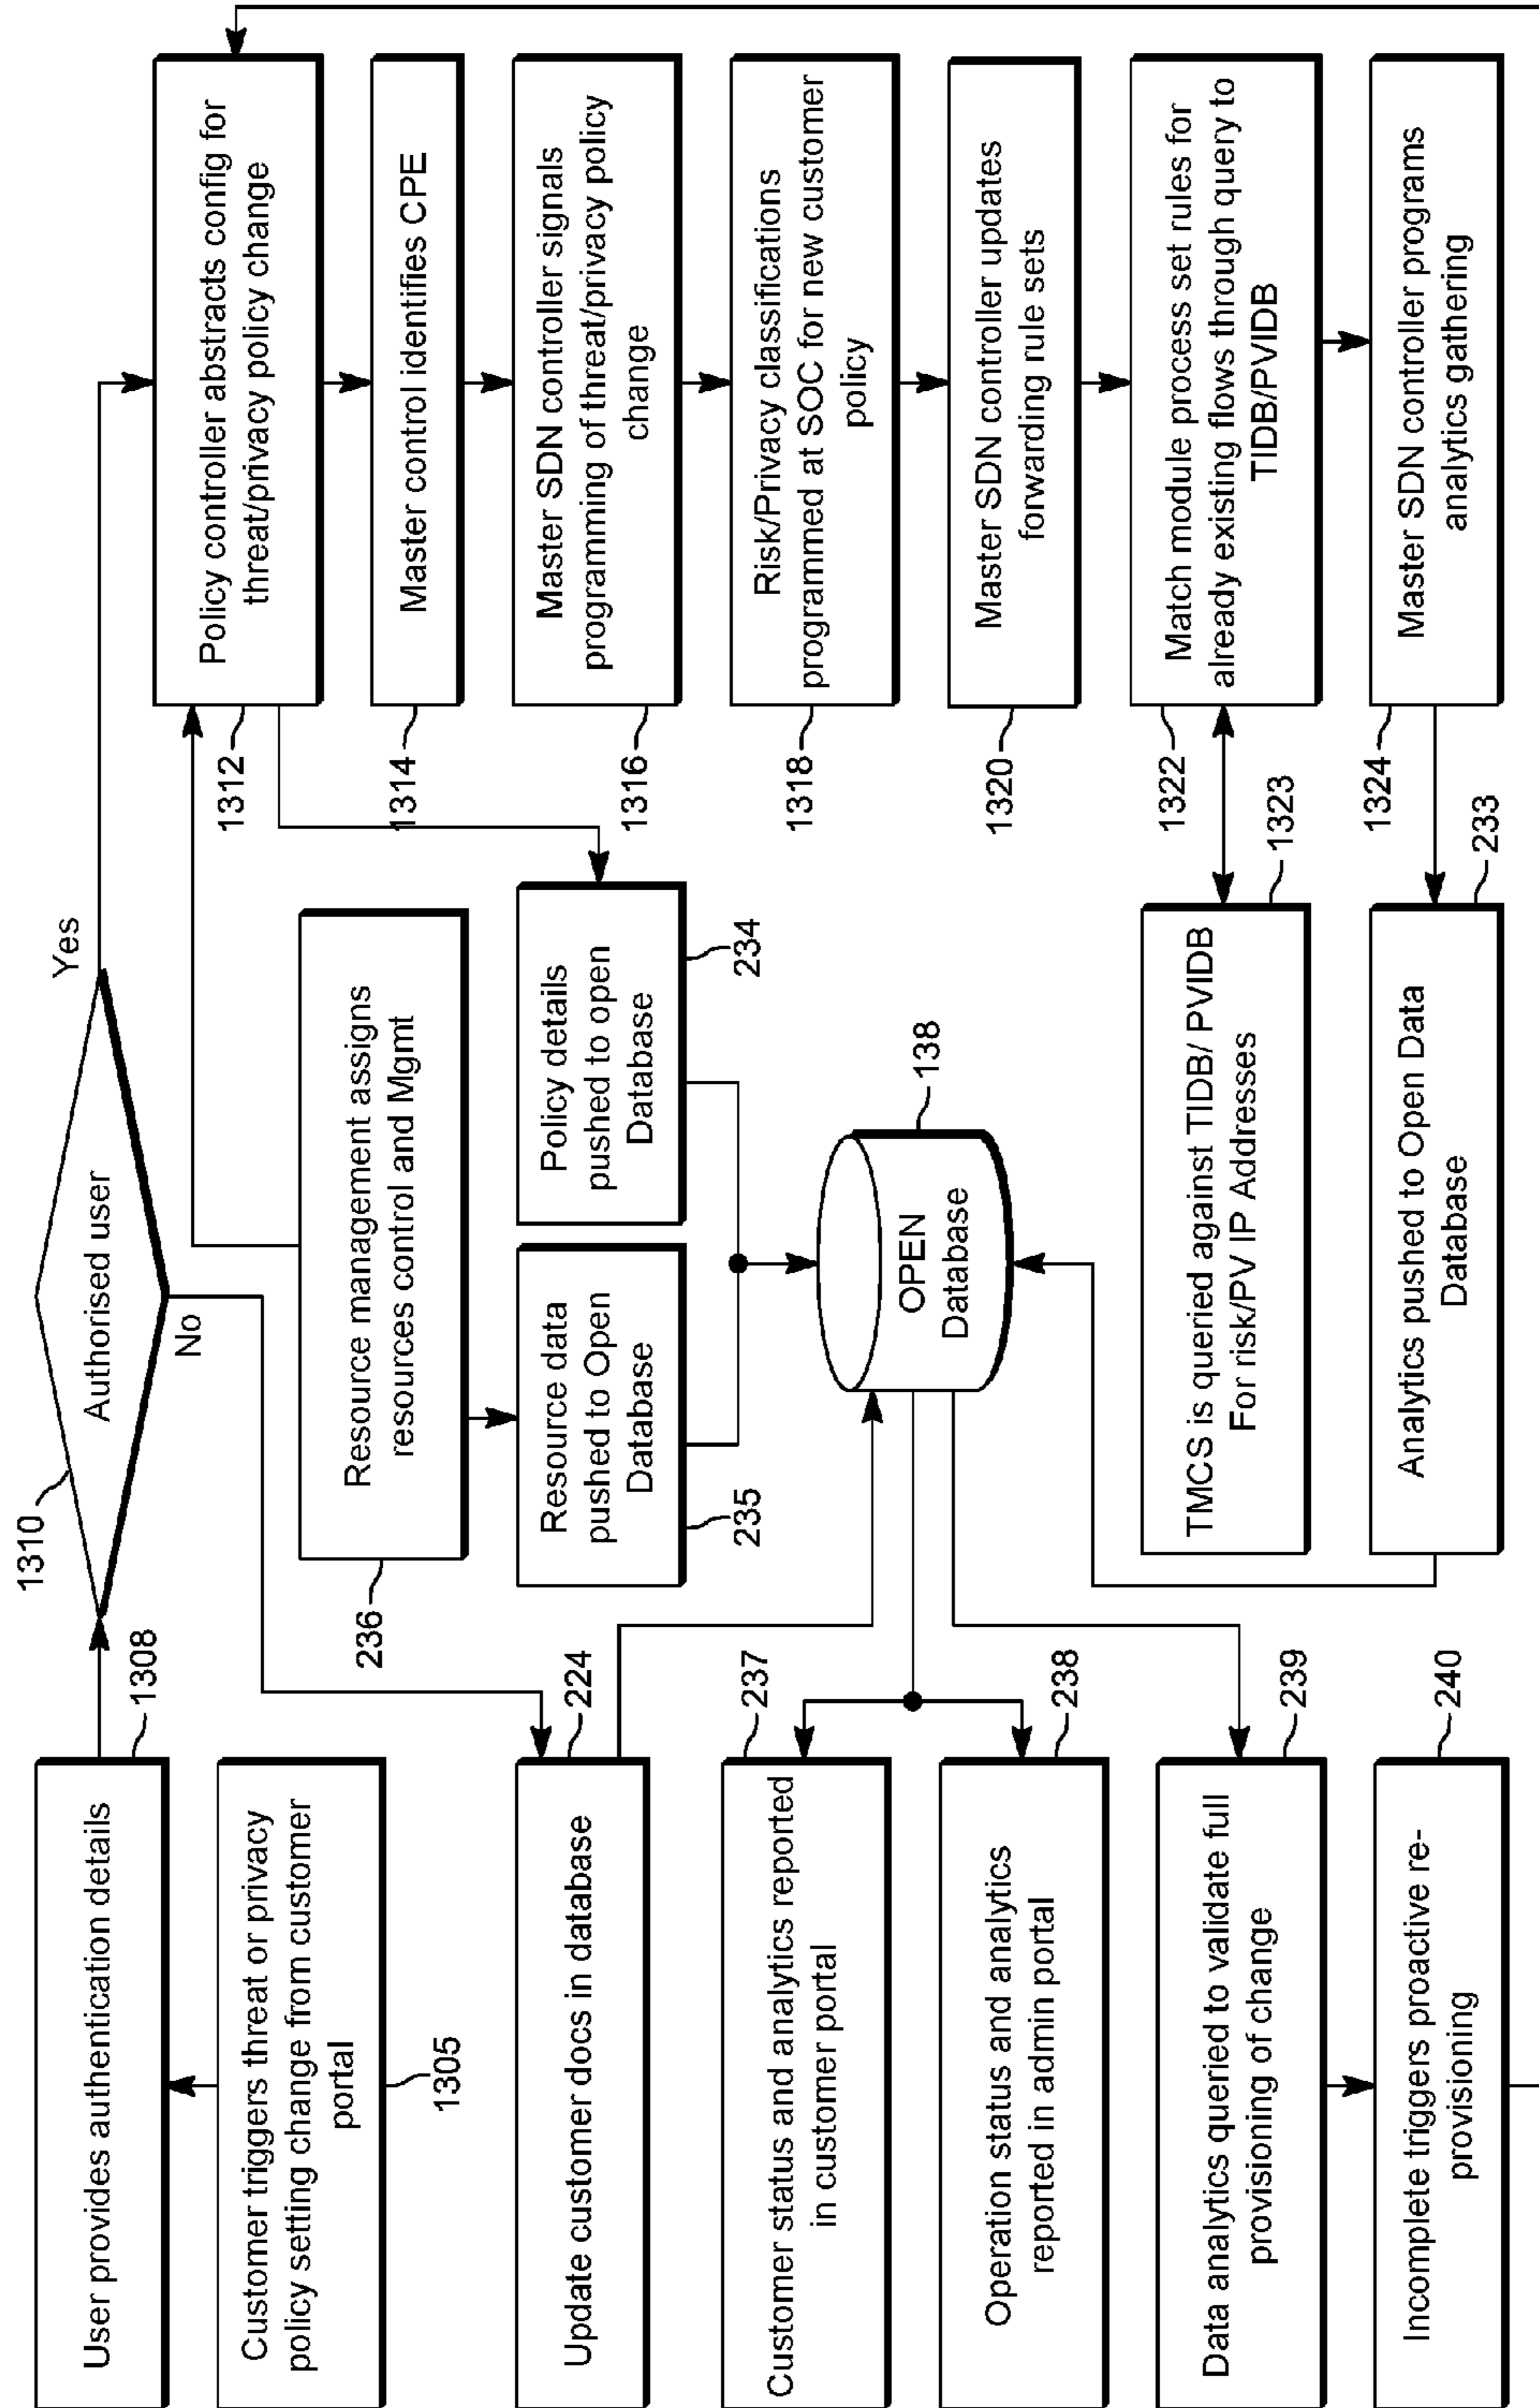 User provides authentication details
1308
Customer triggers threat or privacy
policy setting change from customer
portal
1305
1310
Authorised user
Yes
No
Update customer docs in database
224
Customer status and analytics reported
in customer portal
237
Operation status and analytics
reported in admin portal
238
Data analytics queried to validate full
provisioning of change
239
Incomplete triggers proactive re-
provisioning
240
Resource management assigns
resources control and Mgmt
236
Resource data
pushed to Open
Database
235
Policy details
pushed to open
Database
234
OPEN
Database
138
TMCS is queried against TIDB/ PVIDB
For risk/PV IP Addresses
1323
Analytics pushed to Open Data
Database
233
Policy controller abstracts config for
threat/privacy policy change
1312
Master control identifies CPE
1314
Master SDN controller signals
programming of threat/privacy policy
change
1316
Risk/Privacy classifications
programmed at SOC for new customer
policy
1318
Master SDN controller updates
forwarding rule sets
1320
Match module process set rules for
already existing flows through query to
TIDB/PVIDB
1322
Master SDN controller programs
analytics gathering
1324